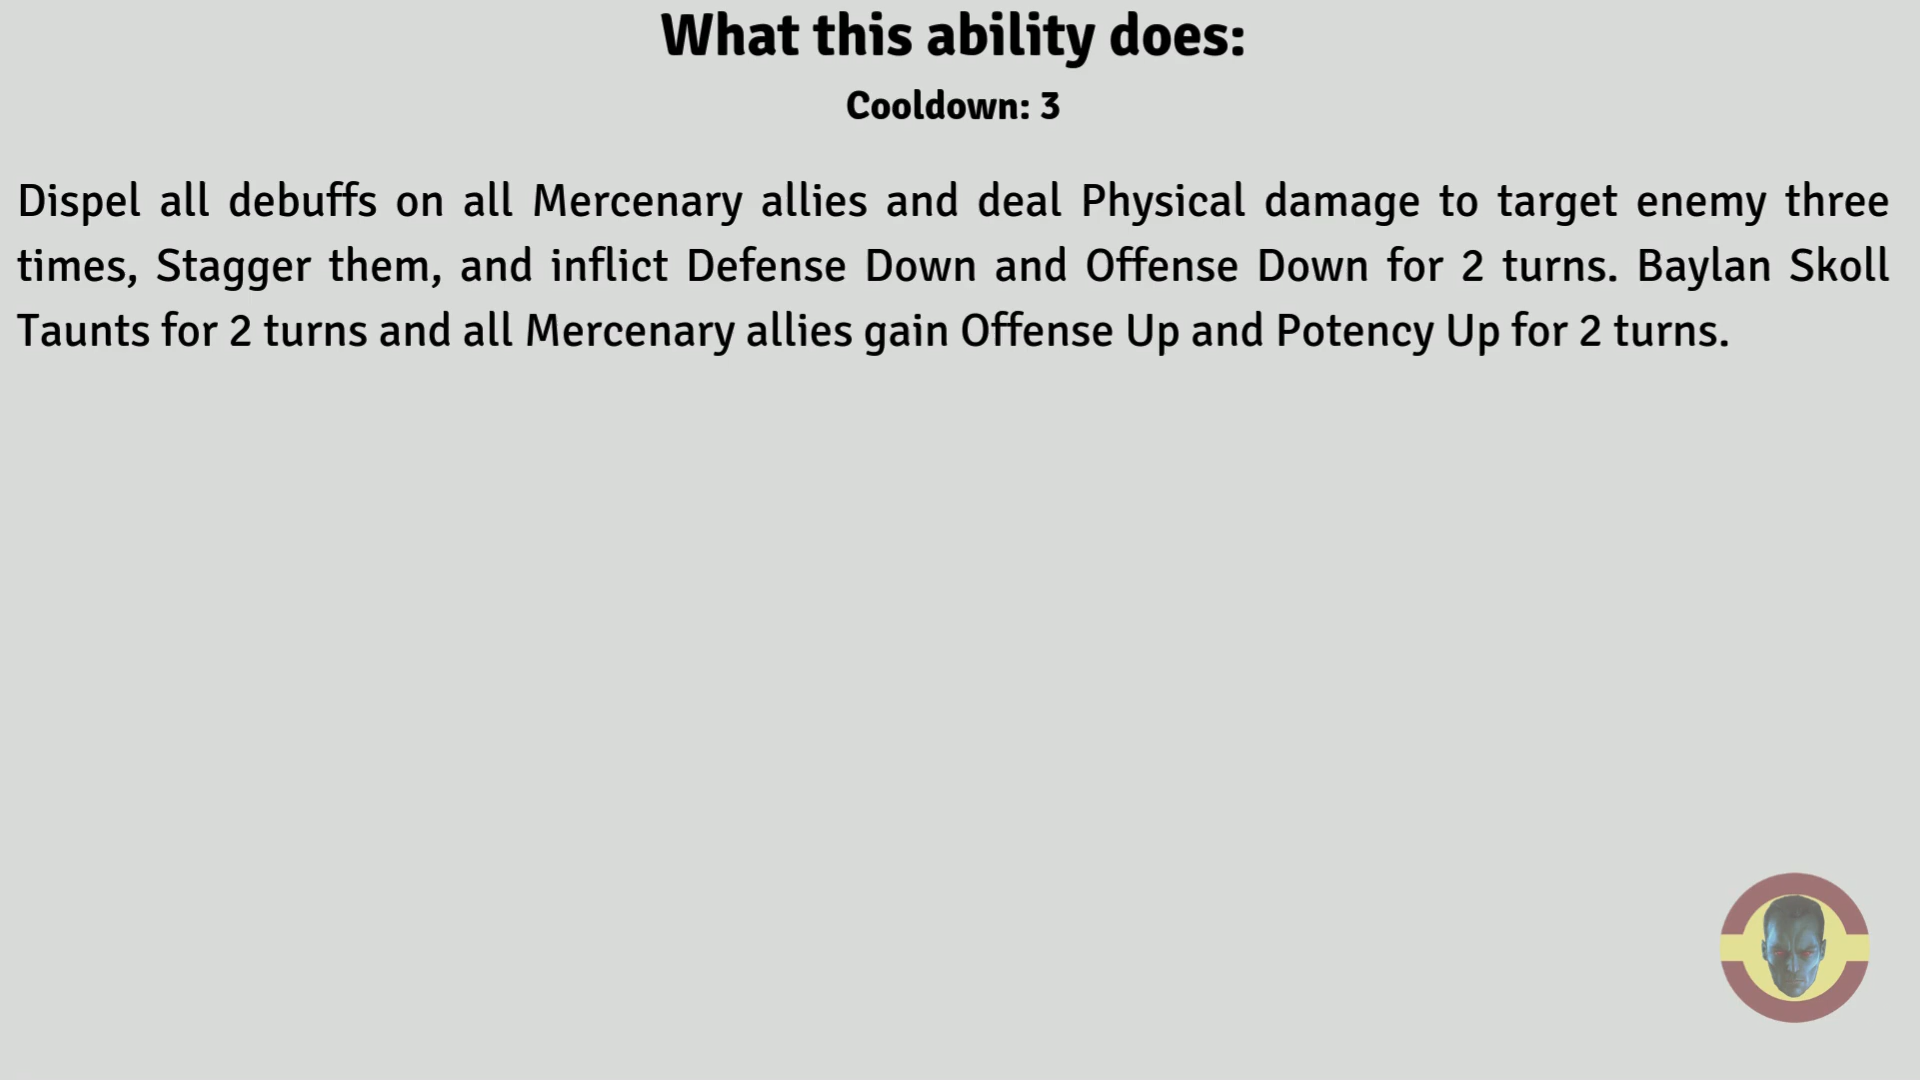 What this ability does:
Cooldown: 3
Dispel all debuffs on all Mercenary allies and deal Physical damage to target enemy three
times, Stagger them, and inflict Defense Down and Offense Down for 2 turns. Baylan Skoll
Taunts for 2 turns and all Mercenary allies gain Offense Up and Potency Up for 2 turns.